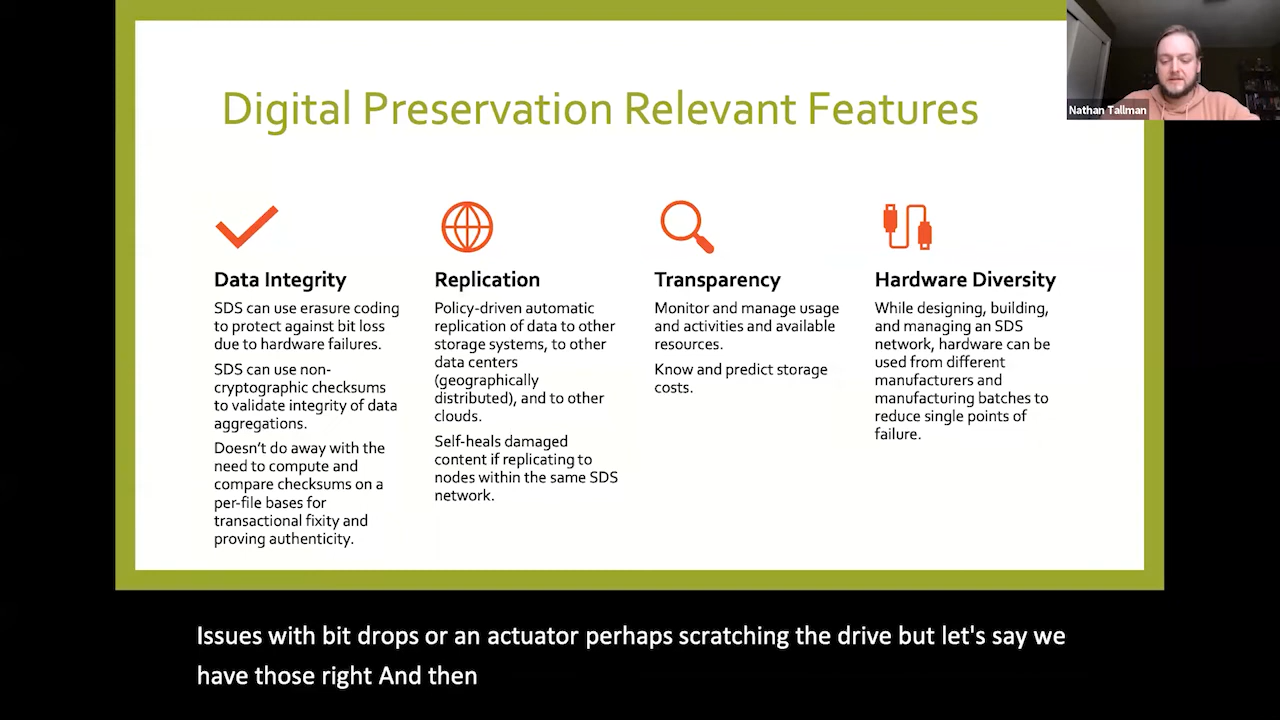 Digital Preservation Relevant Features
Nathan Tallman
Data Integrity
SDS can use erasure coding
to protect against bit loss
due to hardware failures.
SDS can use non-
cryptographic checksums
to validate integrity of data
aggregations.
Doesn't do away with the
need to compute and
compare checksums on a
per-file bases for
transactional fixity and
proving authenticity.
Replication
Policy-driven automatic
replication of data to other
storage systems, to other
data centers
(geographically
distributed), and to other
clouds.
Self-heals damaged
content if replicating to
nodes within the same SDS
network.
Transparency
Monitor and manage usage
and activities and available
resources.
Know and predict storage
costs.
Hardware Diversity
While designing, building,
and managing an SDS
network, hardware can be
used from different
manufacturers and
manufacturing batches to
reduce single points of
failure.
Issues with bit drops or an actuator perhaps scratching the drive but let's say we
have those right And then